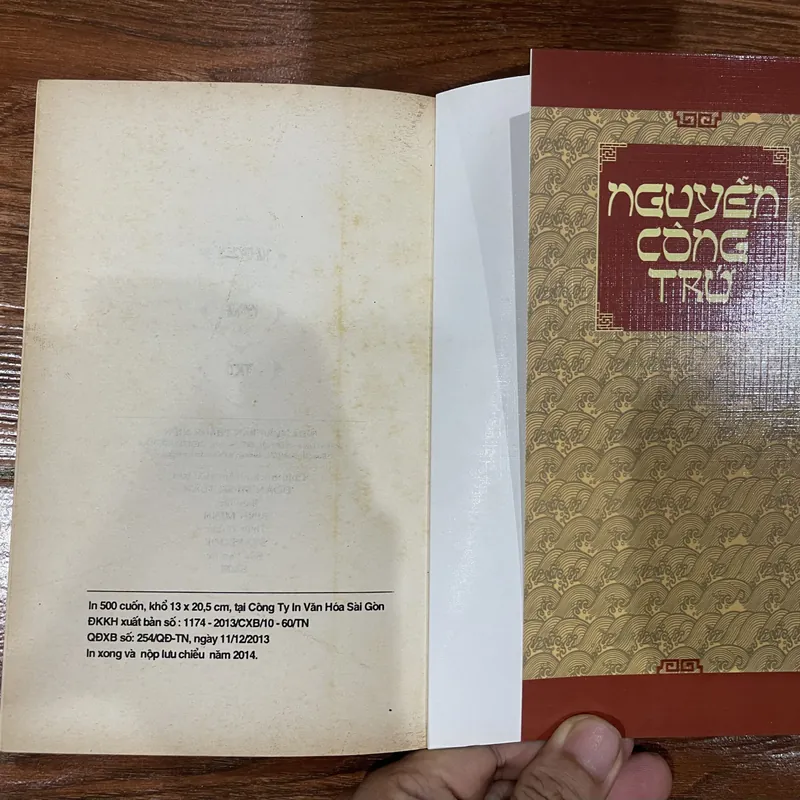 In 500 cuốn, khổ 13 x 20,5 cm, tại Công Ty In Văn Hóa Sài Gòn
ĐKKH xuất bản số : 1174 - 2013/CXB/10 - 60/TN
QĐXB số: 254/QĐ-TN, ngày 11/12/2013
In xong và nộp lưu chiểu năm 2014.
NGUYỄN
CÔNG
TRỨ